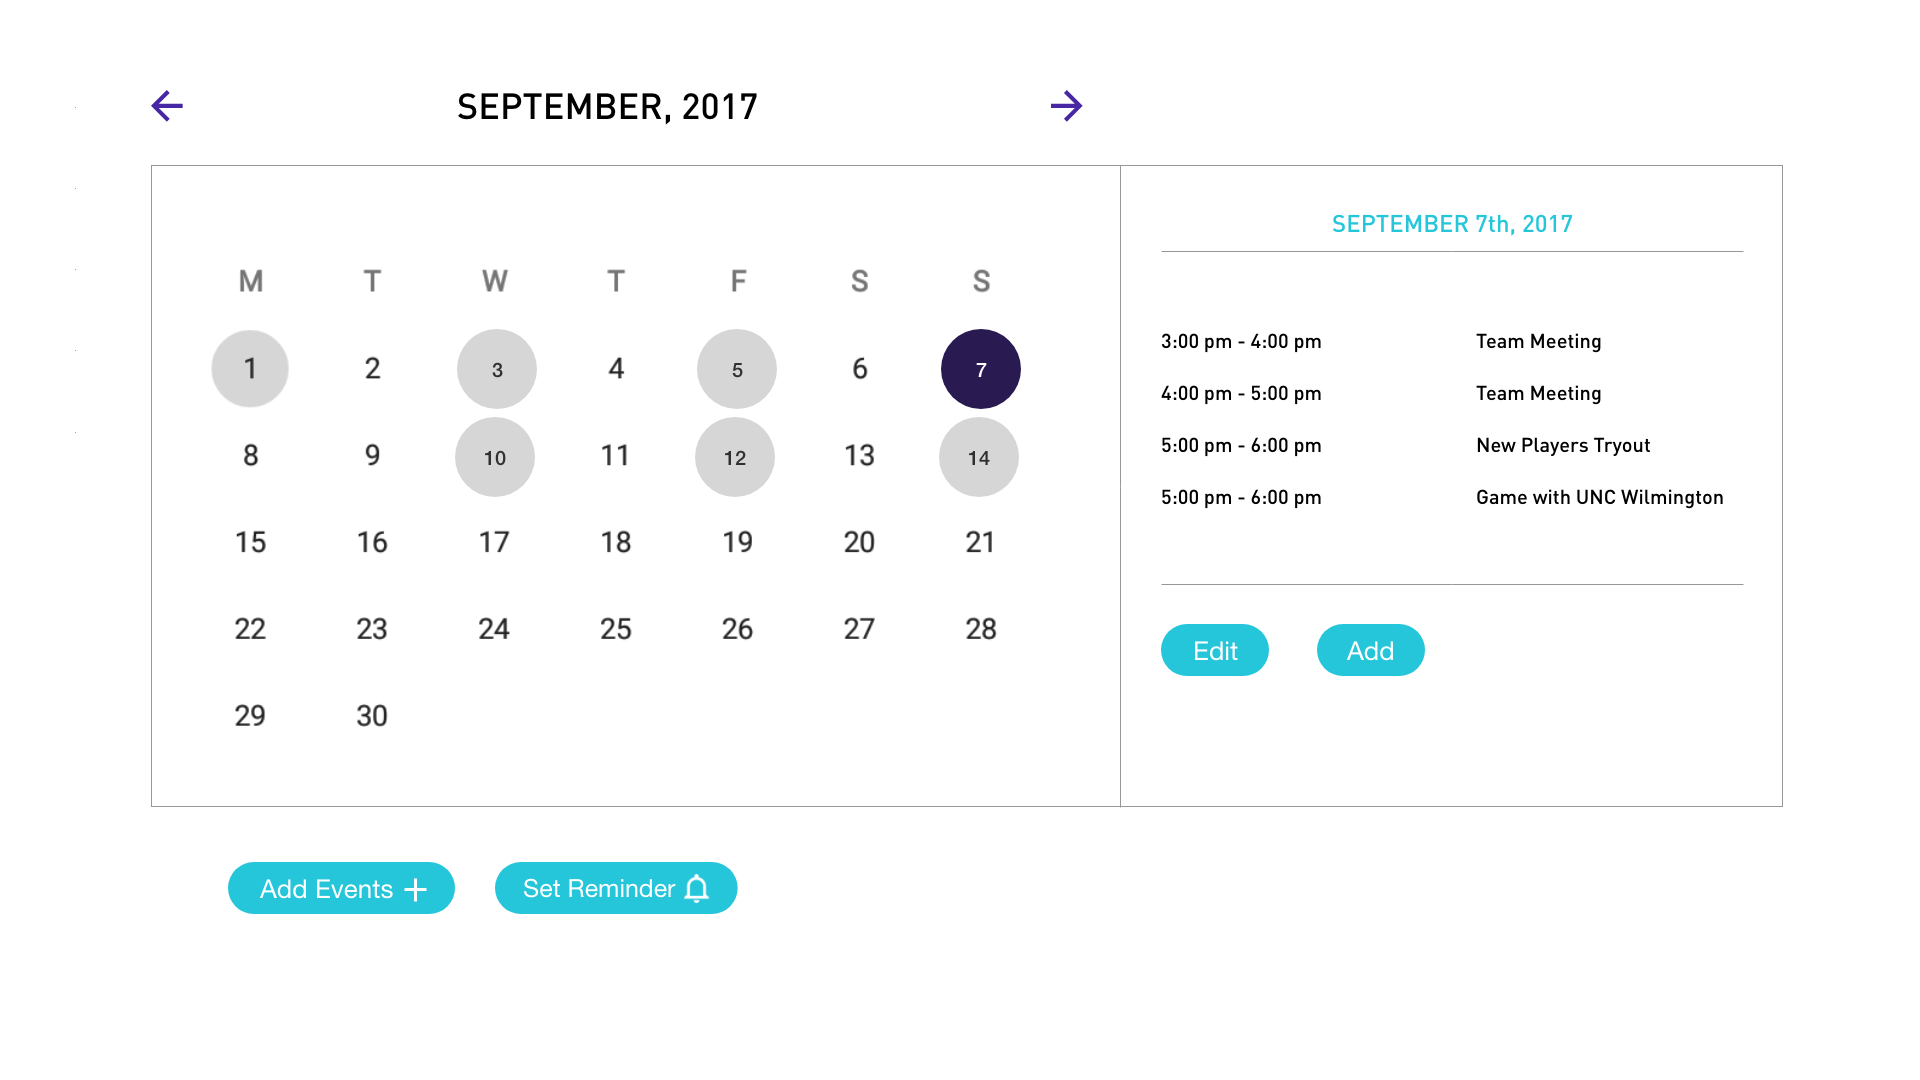 SEPTEMBER, 2017
M T W T F S S
1 2 3 4 5 6 7
8 9 10 11 12 13 14
15 16 17 18 19 20 21
22 23 24 25 26 27 28
29 30
SEPTEMBER 7th, 2017
3:00 pm - 4:00 pm Team Meeting
4:00 pm - 5:00 pm Team Meeting
5:00 pm - 6:00 pm New Players Tryout
5:00 pm - 6:00 pm Game with UNC Wilmington
Edit Add
Add Events Set Reminder